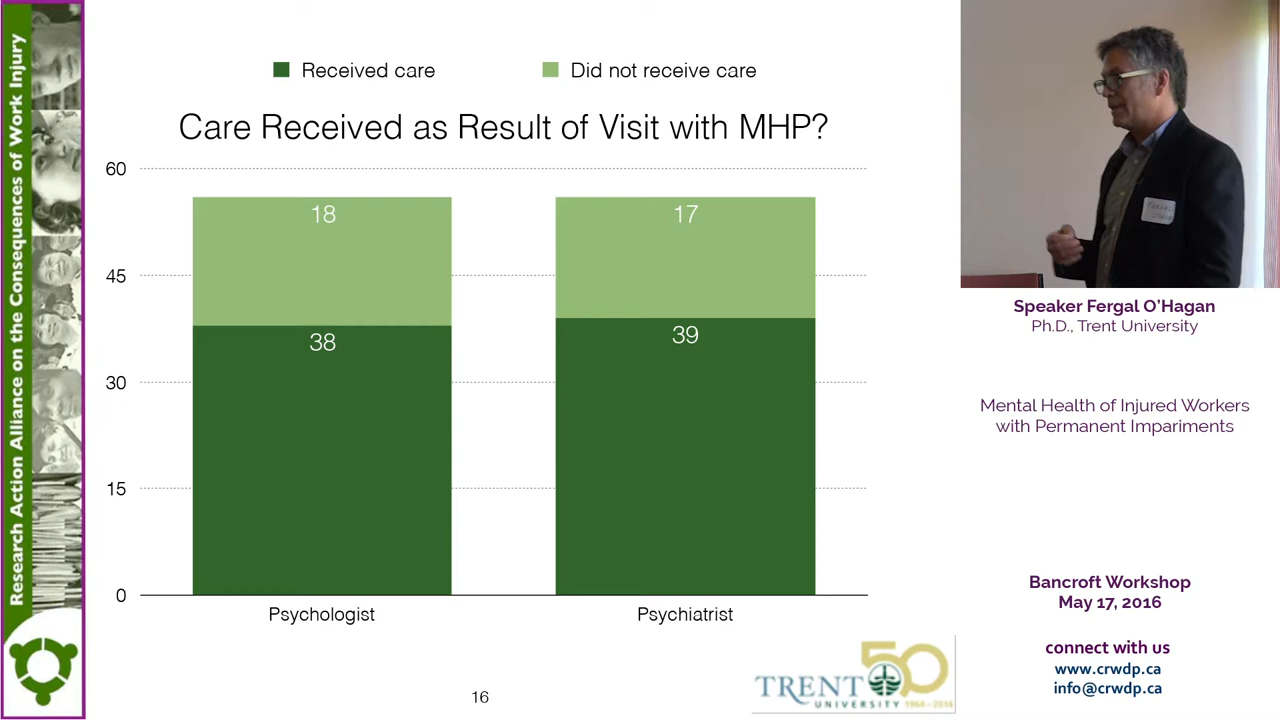 Research Action Alliance on the Consequences of Work Injury
Received care
Did not receive care
Care Received as Result of Visit with MHP?
60
45
30
15
0
18
38
17
39
Psychologist
Psychiatrist
16
TRENT
UNIVERSITY
50
1964-2014
Speaker Fergal O'Hagan
Ph.D., Trent University
Mental Health of Injured Workers
with Permanent Impariments
Bancroft Workshop
May 17, 2016
connect with us
www.crwdp.ca
info@crwdp.ca